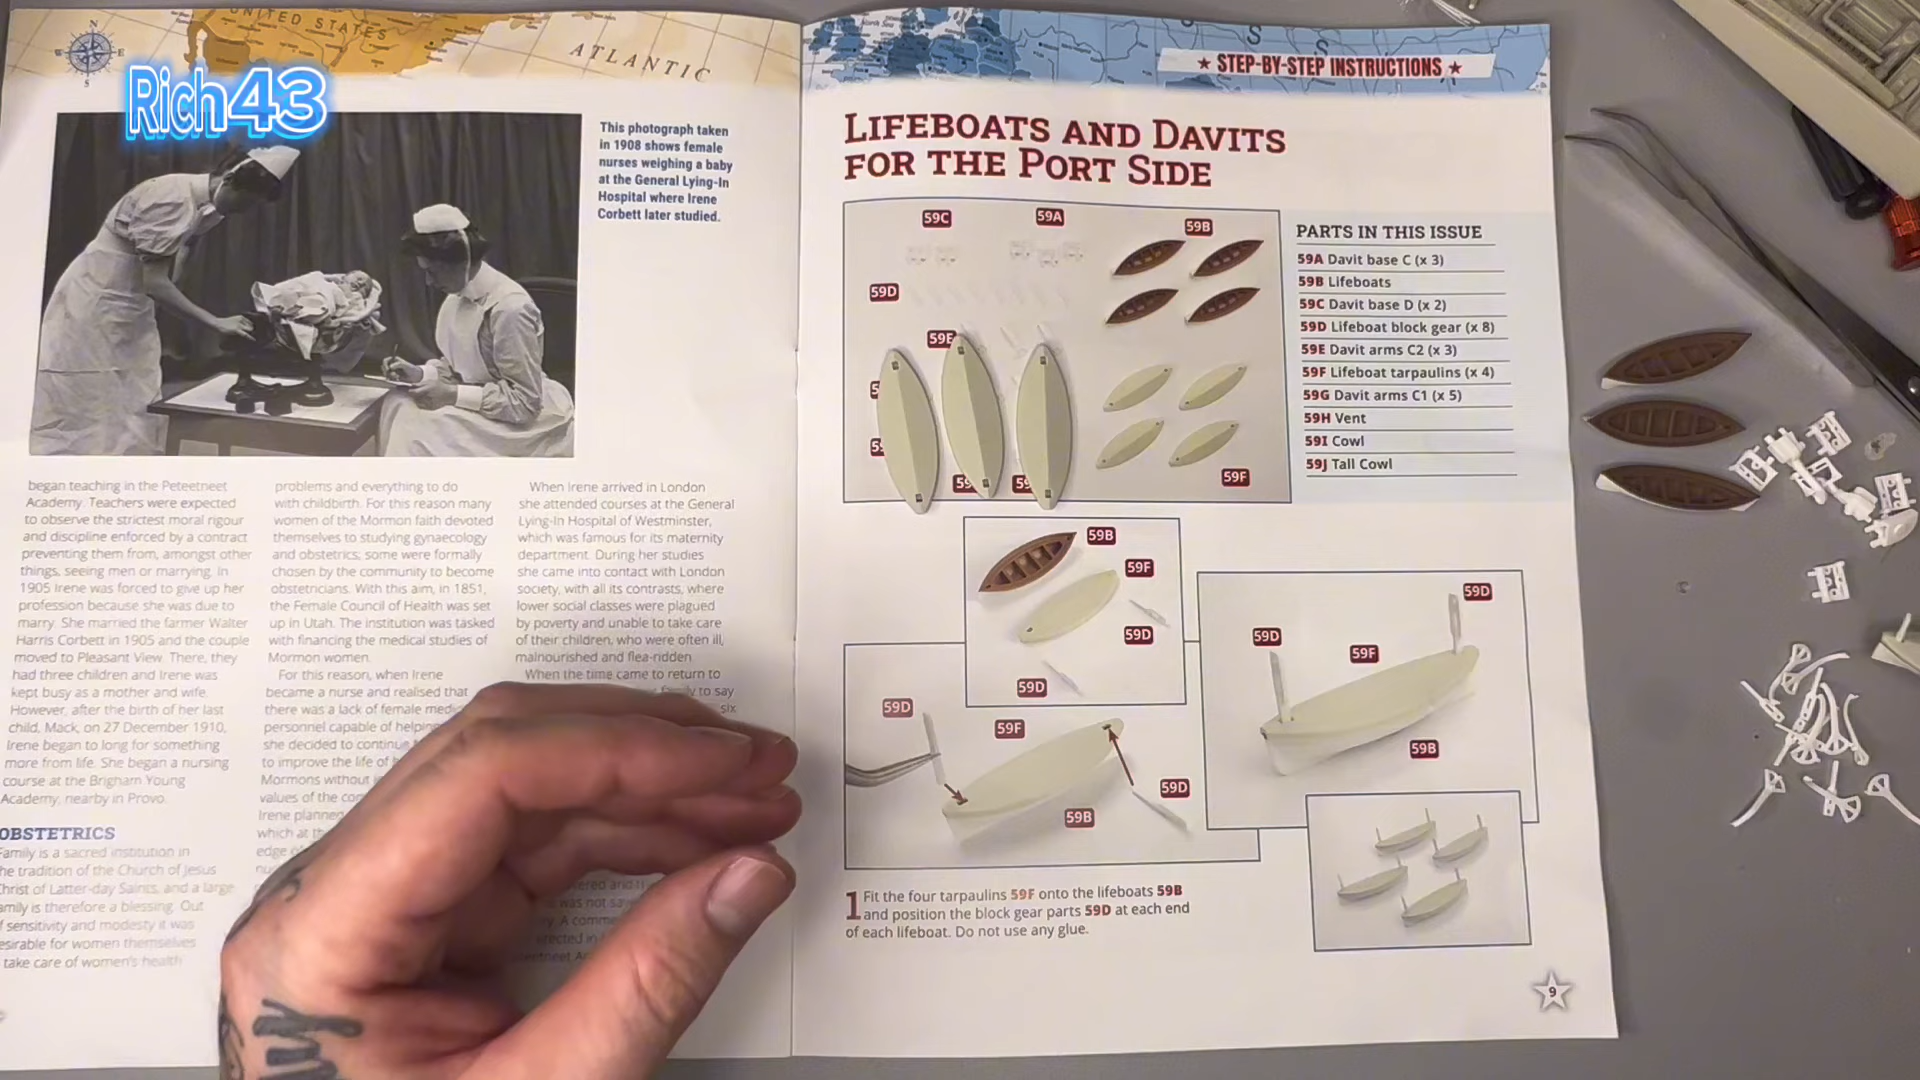 UNITED STATES
ATLANTIC
N
E
S
Rich43
This photograph taken
in 1908 shows female
nurses weighing a baby
at the General Lying-In
Hospital where Irene
Corbett later studied.
began teaching in the Peteetneet
Academy. Teachers were expected
to observe the strictest moral rigour
and discipline enforced by a contract
preventing them from, amongst other
things, seeing men or marrying. In
1905 Irene was forced to give up her
profession because she was due to
marry. She married the farmer Walter
Harris Corbett in 1905 and the couple
moved to Pleasant View. There, they
had three children and Irene was
kept busy as a mother and wife.
However, after the birth of her last
child, Mack, on 27 December 1910,
Irene began to long for something
more from life. She began a nursing
course at the Brigham Young
Academy, nearby in Provo.
OBSTETRICS
Family is a sacred institution in
the tradition of the Church of Jesus
Christ of Latter-day Saints, and a large
family is therefore a blessing. Out
of sensitivity and modesty it was
desirable for women themselves
take care of women's health
problems and everything to do
with childbirth. For this reason many
women of the Mormon faith devoted
themselves to studying gynaecology
and obstetrics; some were formally
chosen by the community to become
obstetricians. With this aim, in 1851,
the Female Council of Health was set
up in Utah. The institution was tasked
with financing the medical studies of
Mormon women.
For this reason, when Irene
became a nurse and realised that
there was a lack of female
personnel capable of
she decided to
to improve the life of
Mormons without
values of the
Irene planned
which at
edge
When Irene arrived in London
she attended courses at the General
Lying-In Hospital of Westminster,
which was famous for its maternity
department. During her studies
she came into contact with London
society, with all its contrasts, where
lower social classes were plagued
by poverty and unable to take care
of their children, who were often ill,
malnourished and flea-ridden.
When the time came to return to
to say
six
was not
North Sea
S S
★ STEP-BY-STEP INSTRUCTIONS ★
LIFEBOATS AND DAVITS
FOR THE PORT SIDE
59C
59A
59B
59D
59E
59F
PARTS IN THIS ISSUE
59A Davit base C (x 3)
59B Lifeboats
59C Davit base D (x 2)
59D Lifeboat block gear (x 8)
59E Davit arms C2 (x 3)
59F Lifeboat tarpaulins (x 4)
59G Davit arms C1 (x 5)
59H Vent
59I Cowl
59J Tall Cowl
59B
59F
59D
59D
59D
59F
59D
59B
59D
59D
59F
59B
1 Fit the four tarpaulins 59F onto the lifeboats 59B
and position the block gear parts 59D at each end
of each lifeboat. Do not use any glue.
9